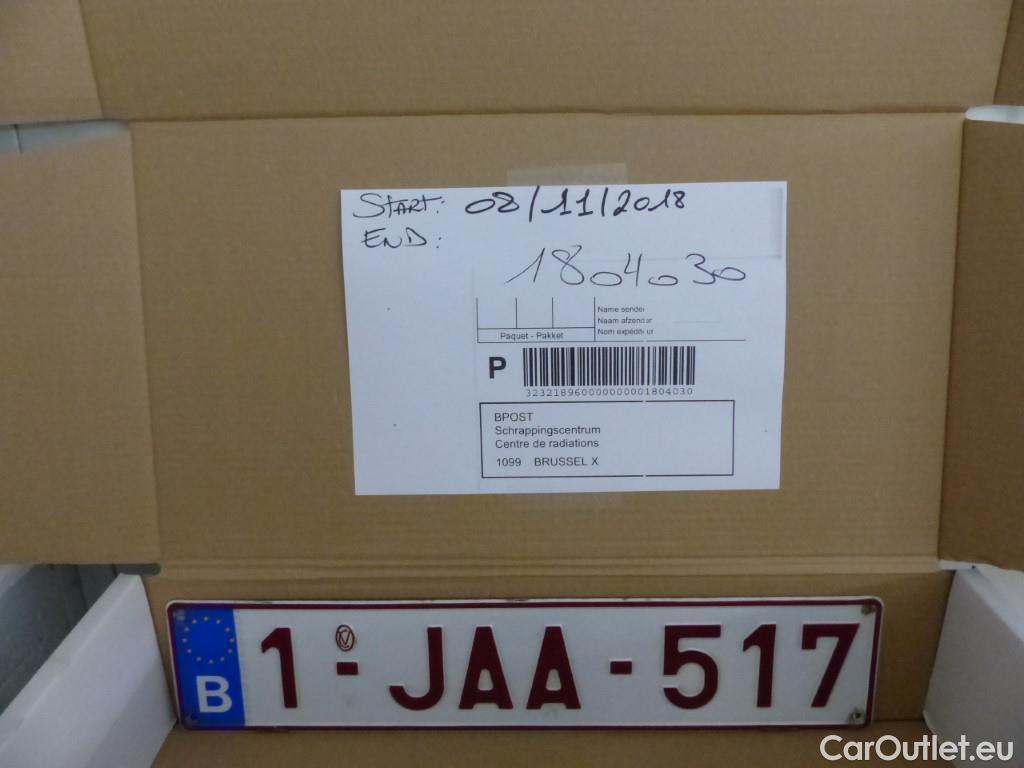 START: 08/11/2018
END:
1804030
Name sender
Naam afzender
Nom expéditeur
Paquet - Pakket
P
32321896000000001804030
BPOST
Schrappingscentrum
Centre de radiations
1099 BRUSSEL X
B 1-JAA-517
CarOutlet.eu